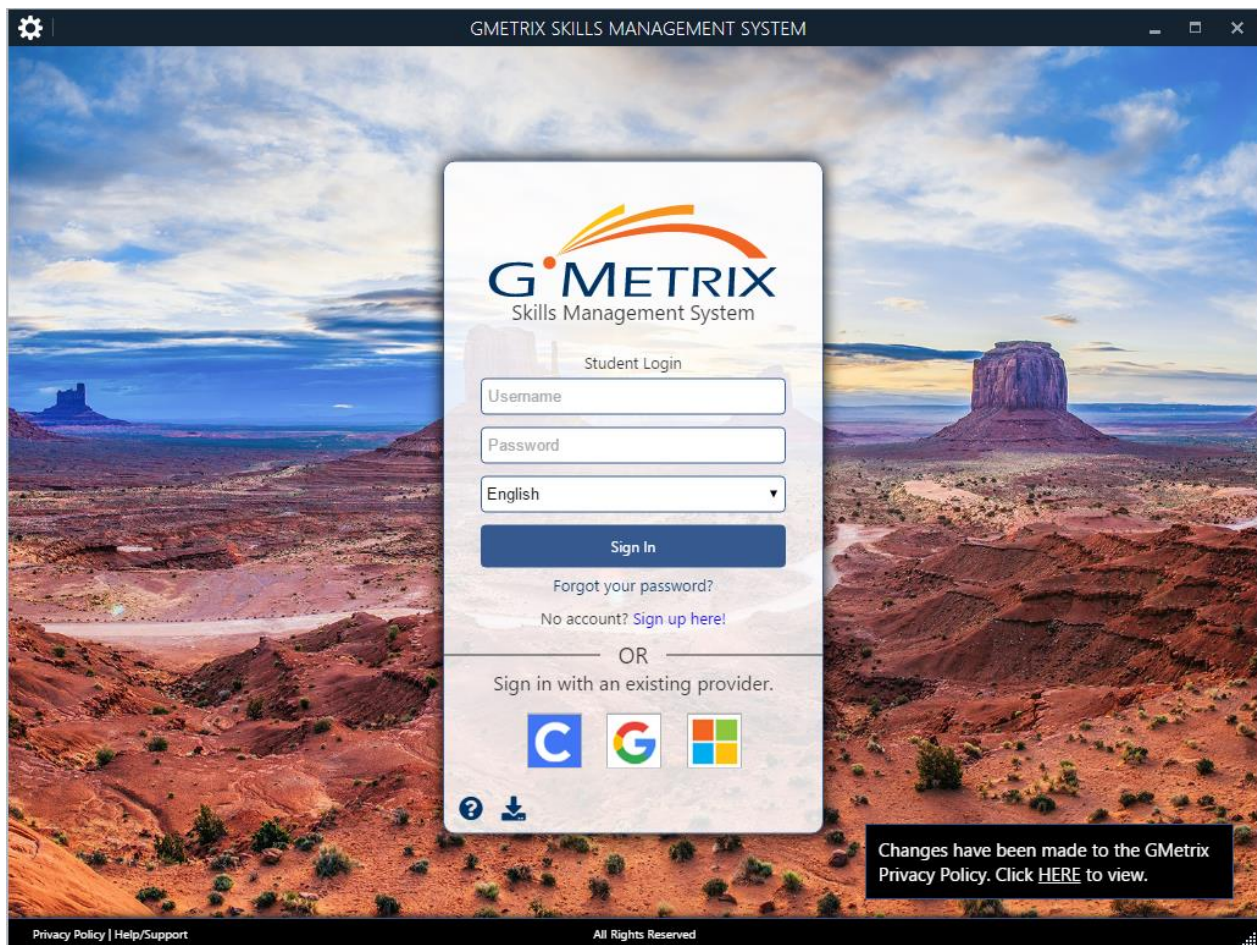 GMETRIX SKILLS MANAGEMENT SYSTEM
G METRIX
Skills Management System
Student Login
Username
Password
English
Sign In
Forgot your password?
No account? Sign up here!
OR
Sign in with an existing provider.
C G
?
Changes have been made to the GMetrix
Privacy Policy. Click HERE to view.
Privacy Policy | Help/Support
All Rights Reserved